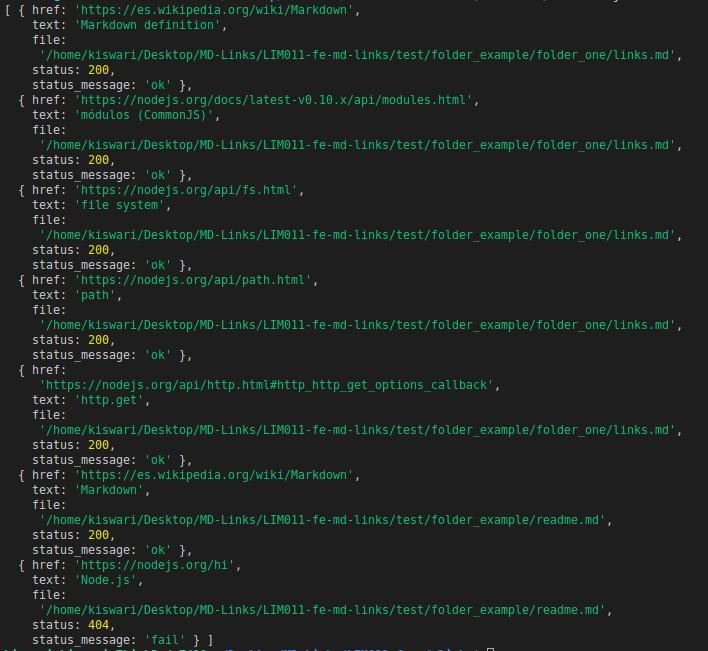 [ { href: 'https://es.wikipedia.org/wiki/Markdown',
text: 'Markdown definition',
file:
'/home/kiswari/Desktop/MD-Links/LIM011-fe-md-links/test/folder_example/folder_one/links.md',
status: 200,
status_message: 'ok' },
{ href: 'https://nodejs.org/docs/latest-v0.10.x/api/modules.html',
text: 'módulos (CommonJS)',
file:
'/home/kiswari/Desktop/MD-Links/LIM011-fe-md-links/test/folder_example/folder_one/links.md',
status: 200,
status_message: 'ok' },
{ href: 'https://nodejs.org/api/fs.html',
text: 'file system',
file:
'/home/kiswari/Desktop/MD-Links/LIM011-fe-md-links/test/folder_example/folder_one/links.md',
status: 200,
status_message: 'ok' },
{ href: 'https://nodejs.org/api/path.html',
text: 'path',
file:
'/home/kiswari/Desktop/MD-Links/LIM011-fe-md-links/test/folder_example/folder_one/links.md',
status: 200,
status_message: 'ok' },
{ href:
'https://nodejs.org/api/http.html#http_http_get_options_callback',
text: 'http.get',
file:
'/home/kiswari/Desktop/MD-Links/LIM011-fe-md-links/test/folder_example/folder_one/links.md',
status: 200,
status_message: 'ok' },
{ href: 'https://es.wikipedia.org/wiki/Markdown',
text: 'Markdown',
file:
'/home/kiswari/Desktop/MD-Links/LIM011-fe-md-links/test/folder_example/readme.md',
status: 200,
status_message: 'ok' },
{ href: 'https://nodejs.org/hi',
text: 'Node.js',
file:
'/home/kiswari/Desktop/MD-Links/LIM011-fe-md-links/test/folder_example/readme.md',
status: 404,
status_message: 'fail' } ]